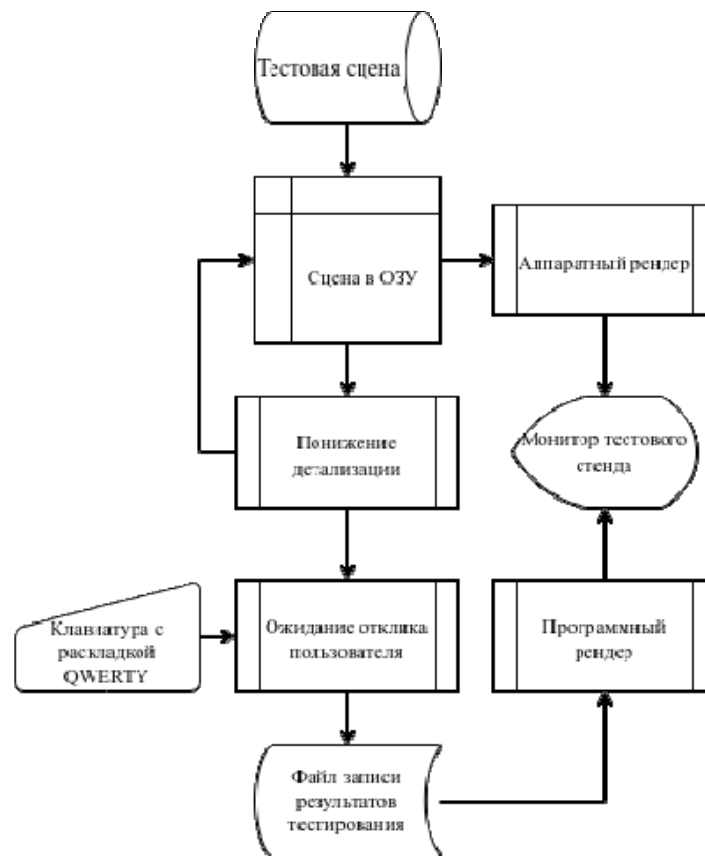 Тестовая сцена
Сцена в ОЗУ
Аппаратный рендер
Понижение
детализации
Монитор тестового
стенда
Клавиатура с
раскладкой
QWERTY
Ожидание отклика
пользователя
Программный
рендер
Файл записи
результатов
тестирования